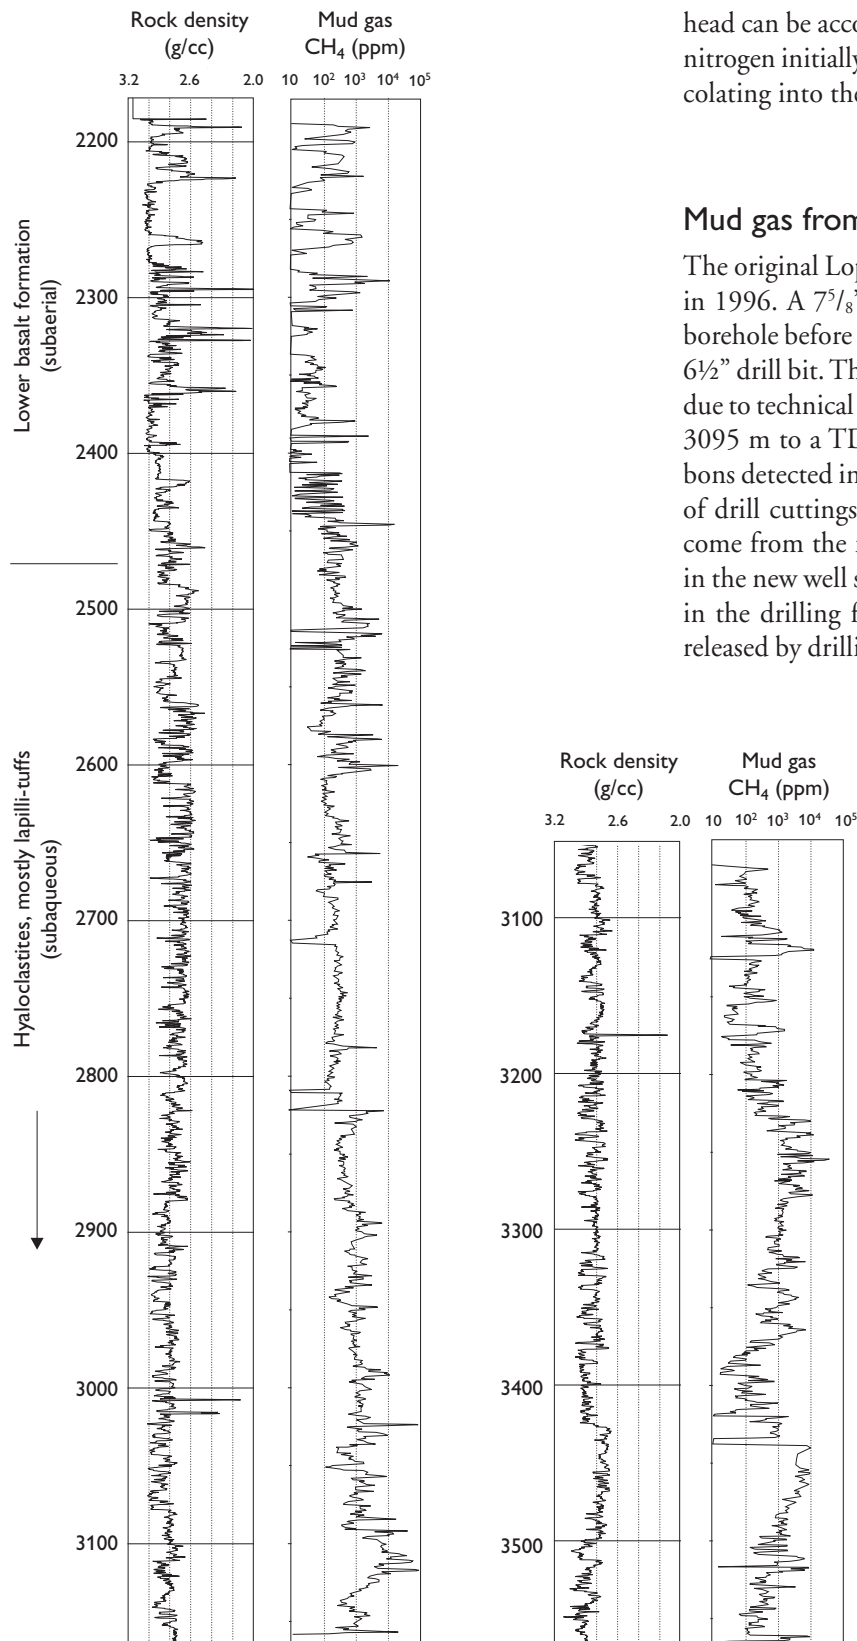 Rock density
(g/cc)
Mud gas
CH₄ (ppm)
3.2 2.6 2.0
10 10² 10³ 10⁴ 10⁵
2200
2300
2400
2500
2600
2700
2800
2900
3000
3100
Lower basalt formation
(subaerial)
Hyaloclastites, mostly lapilli-tuffs
(subaqueous)
head can be acco
nitrogen initially
colating into the
Mud gas from
The original Lop
in 1996. A 7⁵/₈”
borehole before
6½” drill bit. Th
due to technical
3095 m to a TD
bons detected in
of drill cuttings
come from the
in the new well s
in the drilling f
released by drilli
Rock density
(g/cc)
Mud gas
CH₄ (ppm)
3.2 2.6 2.0
10 10² 10³ 10⁴ 10⁵
3100
3200
3300
3400
3500